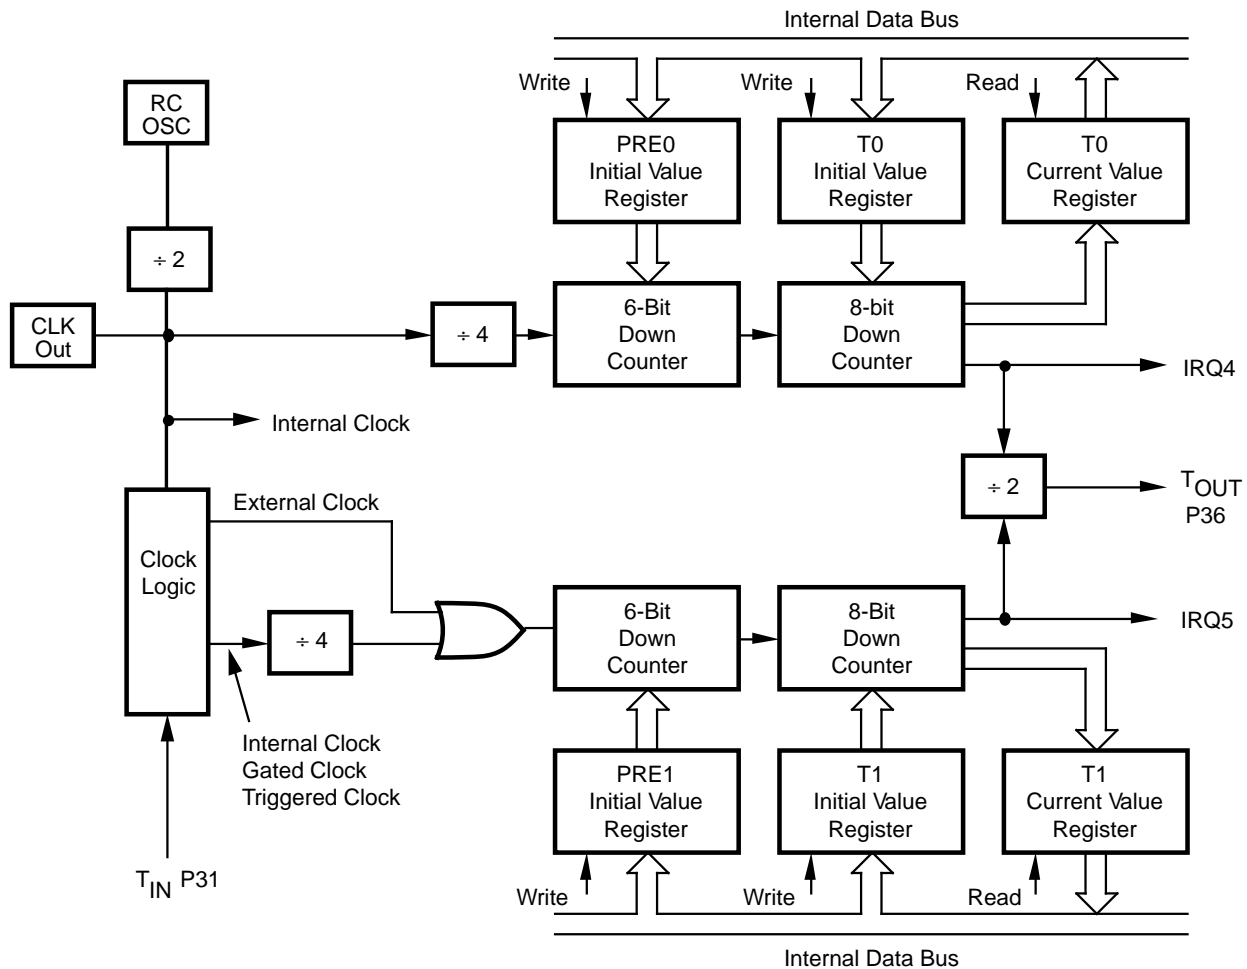 Internal Data Bus
Write
Write
Read
RC
OSC
PRE0
Initial Value
Register
T0
Initial Value
Register
T0
Current Value
Register
÷ 2
CLK
Out
÷ 4
6-Bit
Down
Counter
8-bit
Down
Counter
IRQ4
Internal Clock
÷ 2
TOUT
P36
External Clock
Clock
Logic
÷ 4
6-Bit
Down
Counter
8-Bit
Down
Counter
IRQ5
Internal Clock
Gated Clock
Triggered Clock
PRE1
Initial Value
Register
T1
Initial Value
Register
T1
Current Value
Register
TIN P31
Write
Write
Read
Internal Data Bus